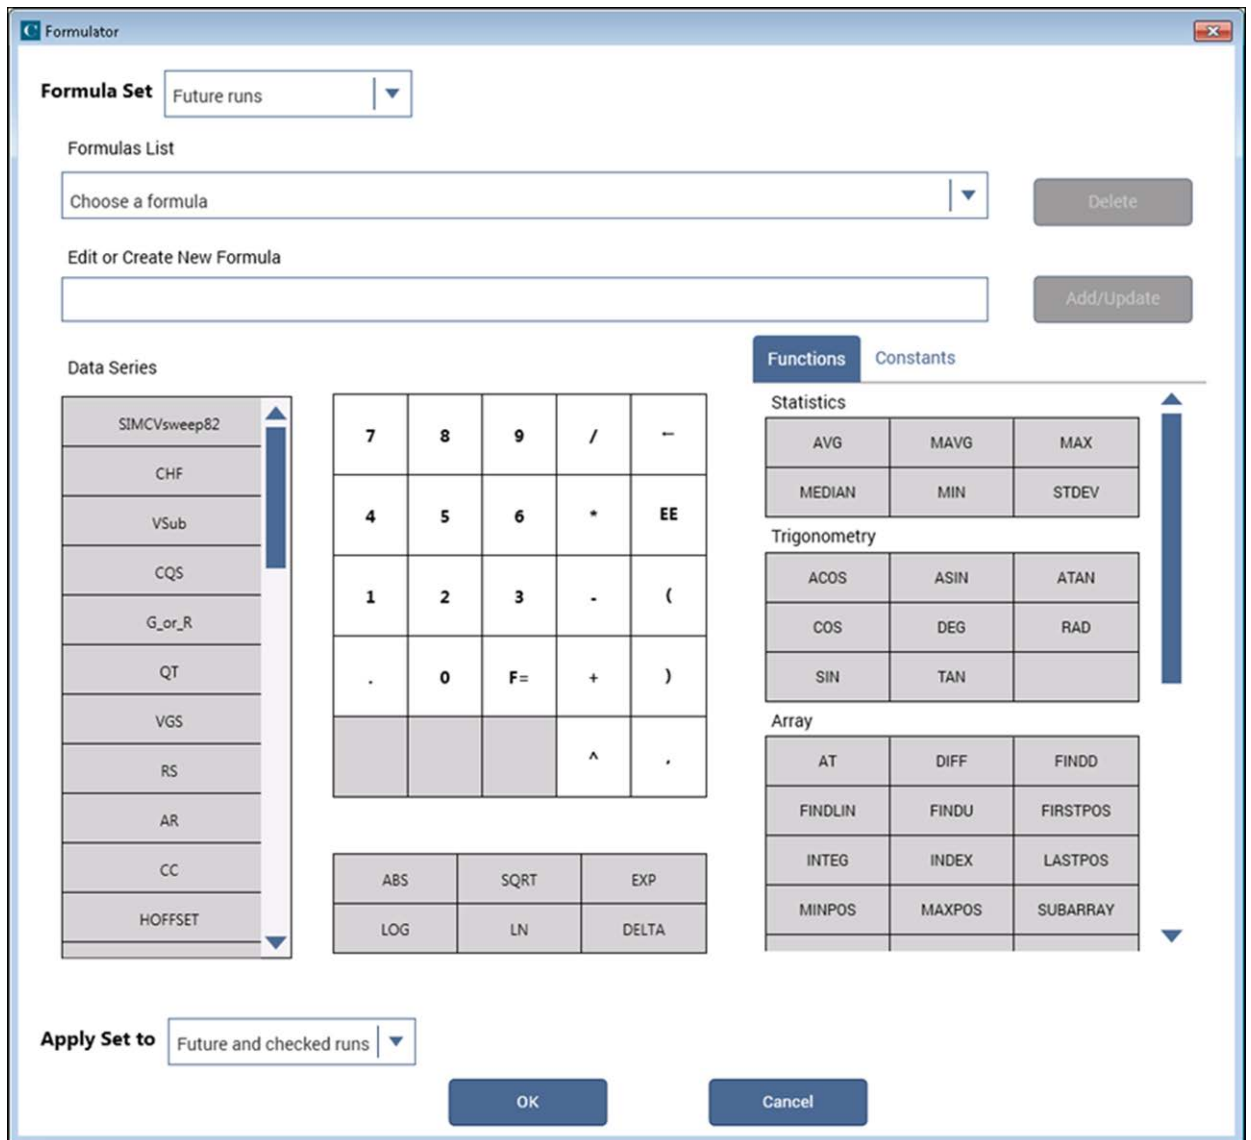 C Formulator
Formula Set Future runs
Formulas List
Choose a formula Delete
Edit or Create New Formula
Add/Update
Data Series
Functions Constants
SIMCVsweep82
CHF
VSub
CQS
G_or_R
QT
VGS
RS
AR
CC
HOFFSET
7 8 9 / ←
4 5 6 * EE
1 2 3 - (
. 0 F= + )
^ ,
ABS SQRT EXP
LOG LN DELTA
Statistics
AVG MAVG MAX
MEDIAN MIN STDEV
Trigonometry
ACOS ASIN ATAN
COS DEG RAD
SIN TAN
Array
AT DIFF FINDD
FINDLIN FINDU FIRSTPOS
INTEG INDEX LASTPOS
MINPOS MAXPOS SUBARRAY
Apply Set to Future and checked runs
OK Cancel